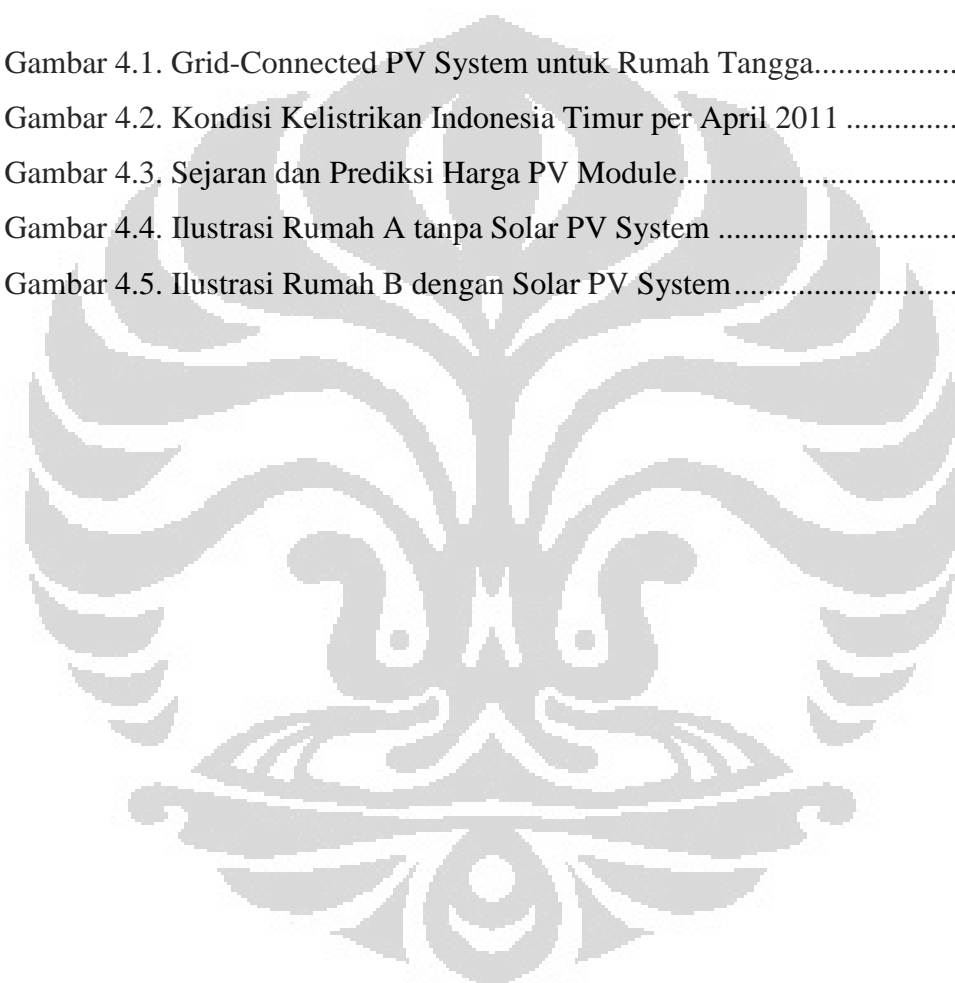 Gambar 4.1. Grid-Connected PV System untuk Rumah Tangga.................
Gambar 4.2. Kondisi Kelistrikan Indonesia Timur per April 2011 .............
Gambar 4.3. Sejaran dan Prediksi Harga PV Module.................................
Gambar 4.4. Ilustrasi Rumah A tanpa Solar PV System ............................
Gambar 4.5. Ilustrasi Rumah B dengan Solar PV System..........................